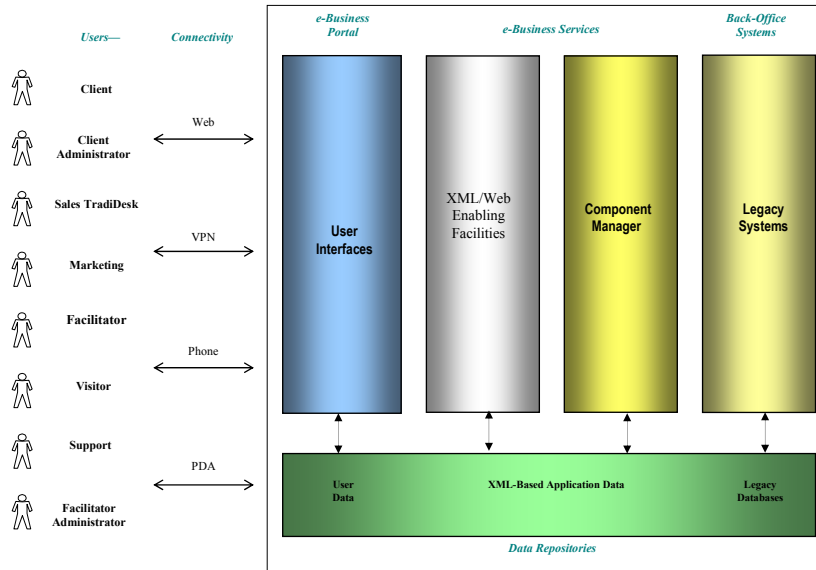 e-Business
Portal
e-Business Services
Back-Office
Systems
Users—
Connectivity
Client
Web
Client
Administrator
Sales TradiDesk
VPN
Marketing
Facilitator
Phone
Visitor
Support
PDA
Facilitator
Administrator
User
Interfaces
XML/Web
Enabling
Facilities
Component
Manager
Legacy
Systems
User
Data
XML-Based Application Data
Legacy
Databases
Data Repositories